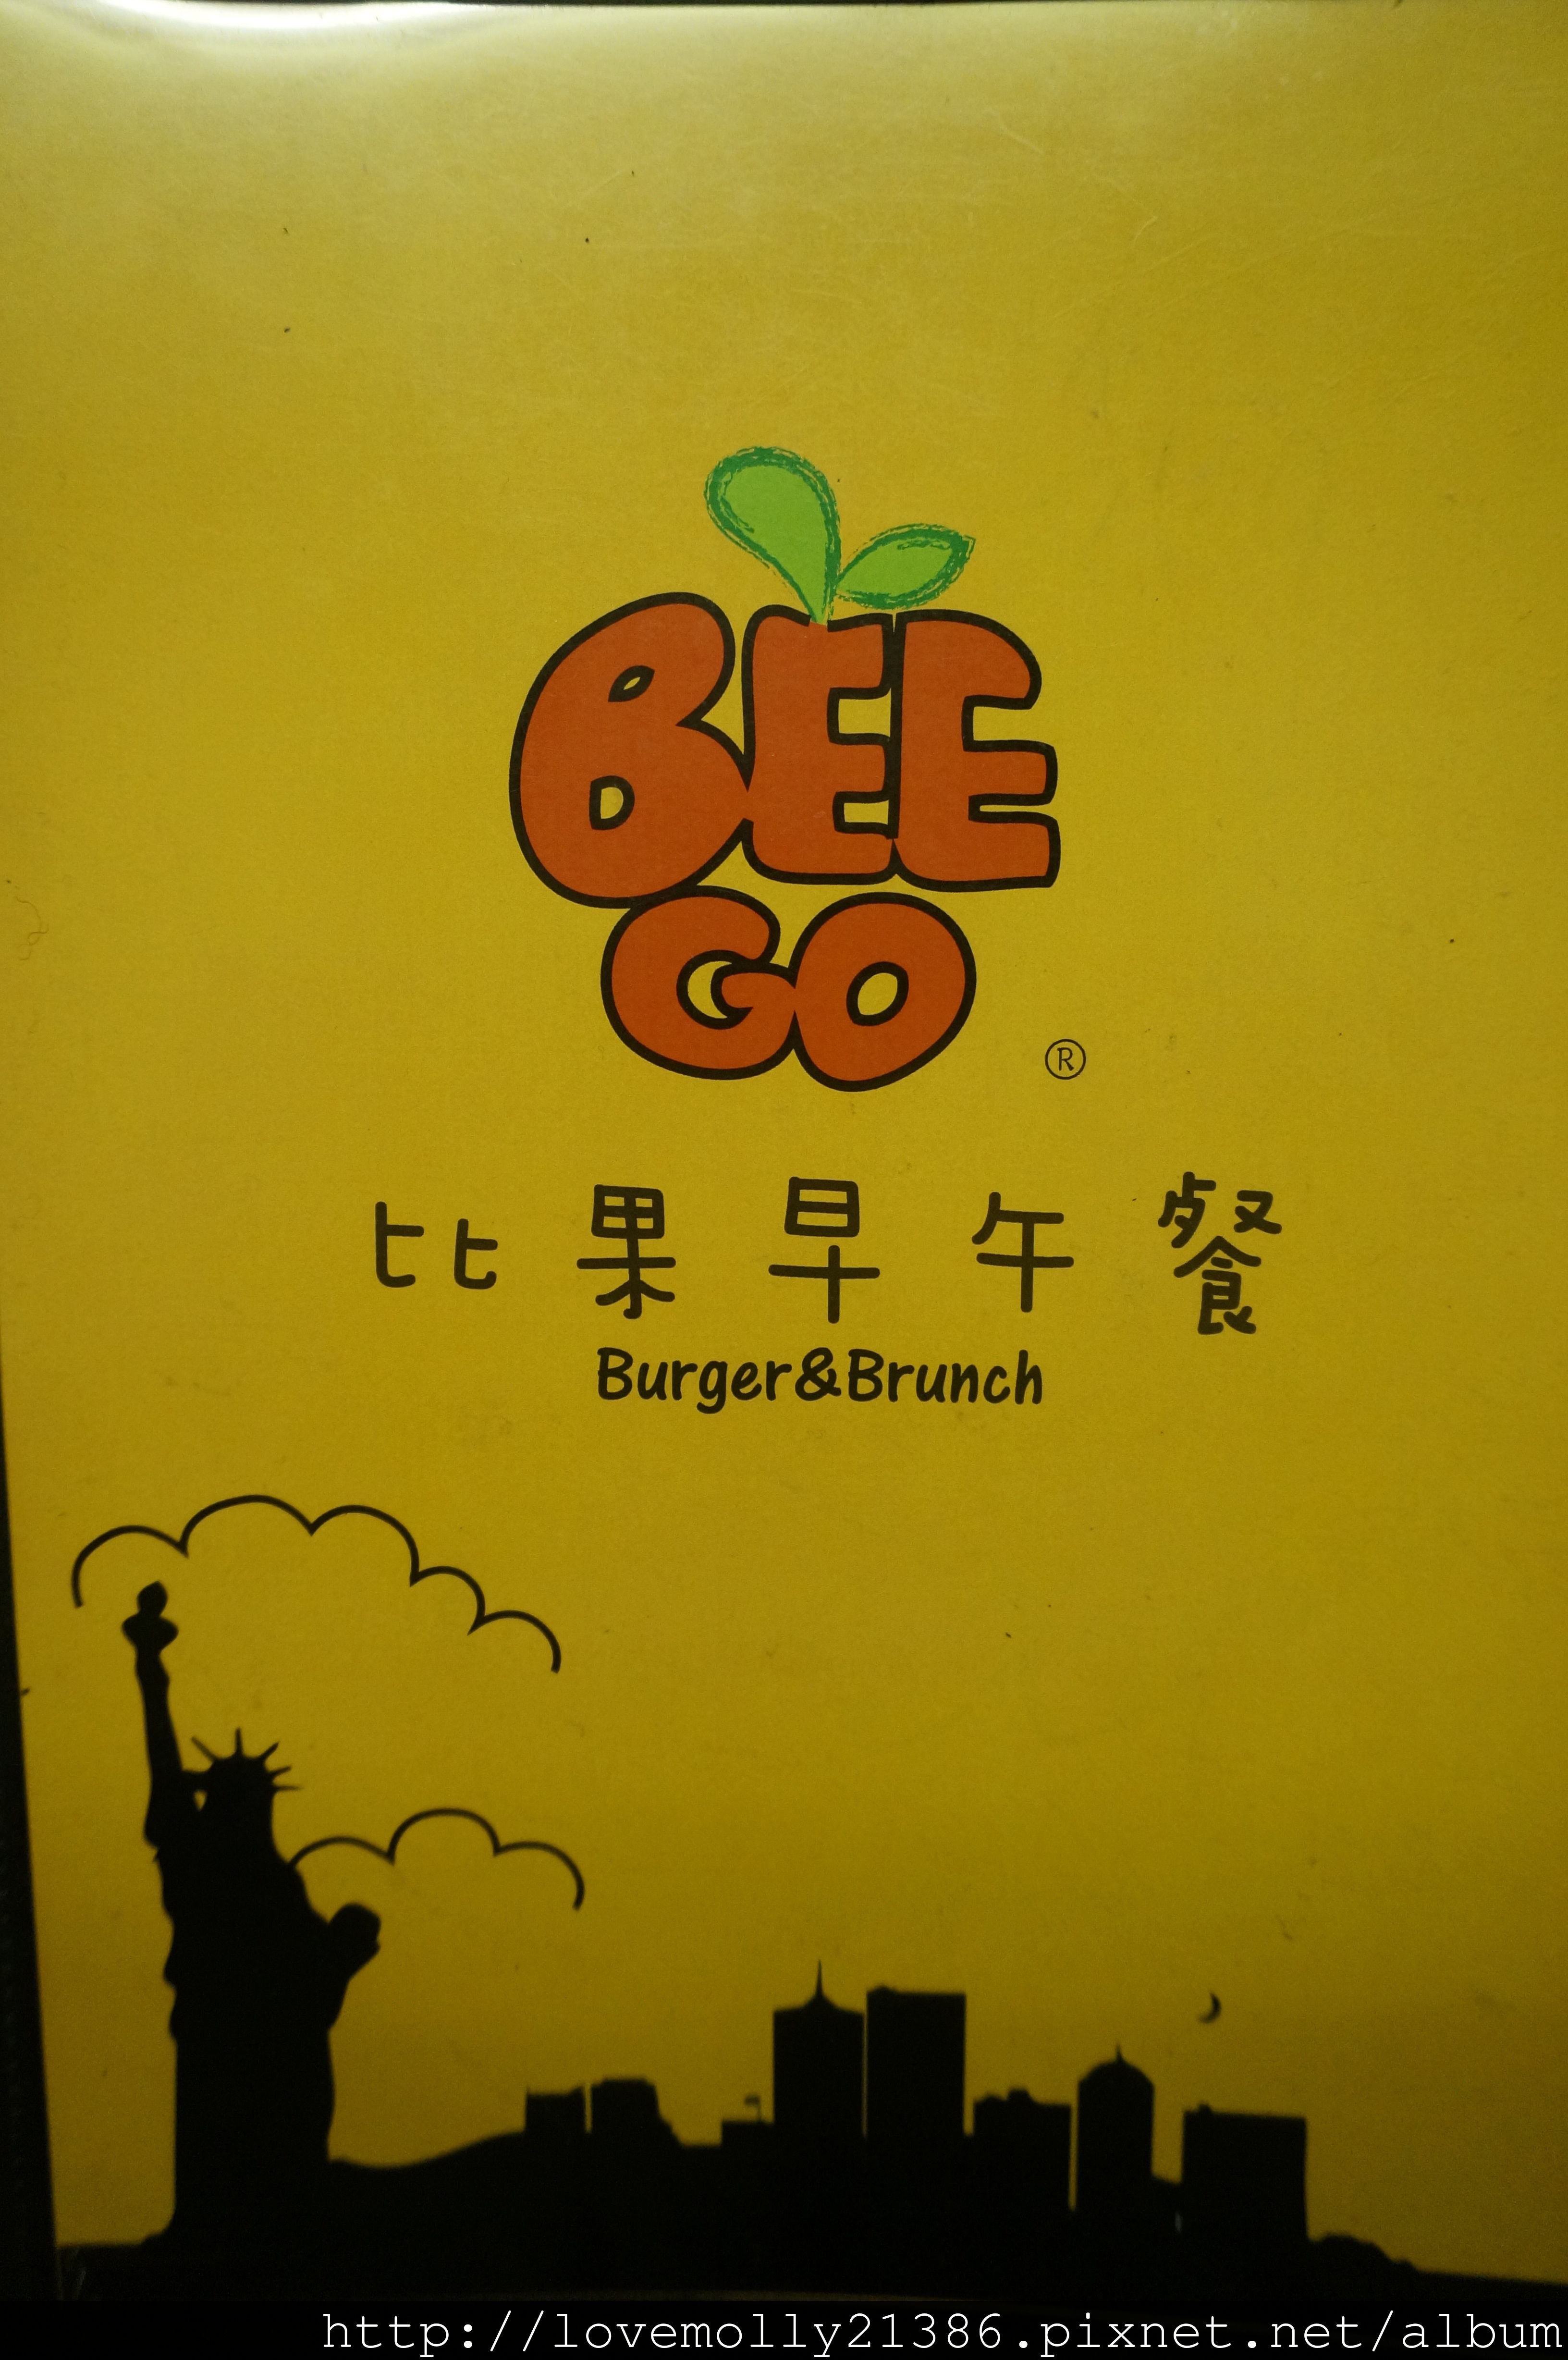 BEE
GO
®
比果早午餐
Burger&Brunch
http://lovemolly21386.pixnet.net/album